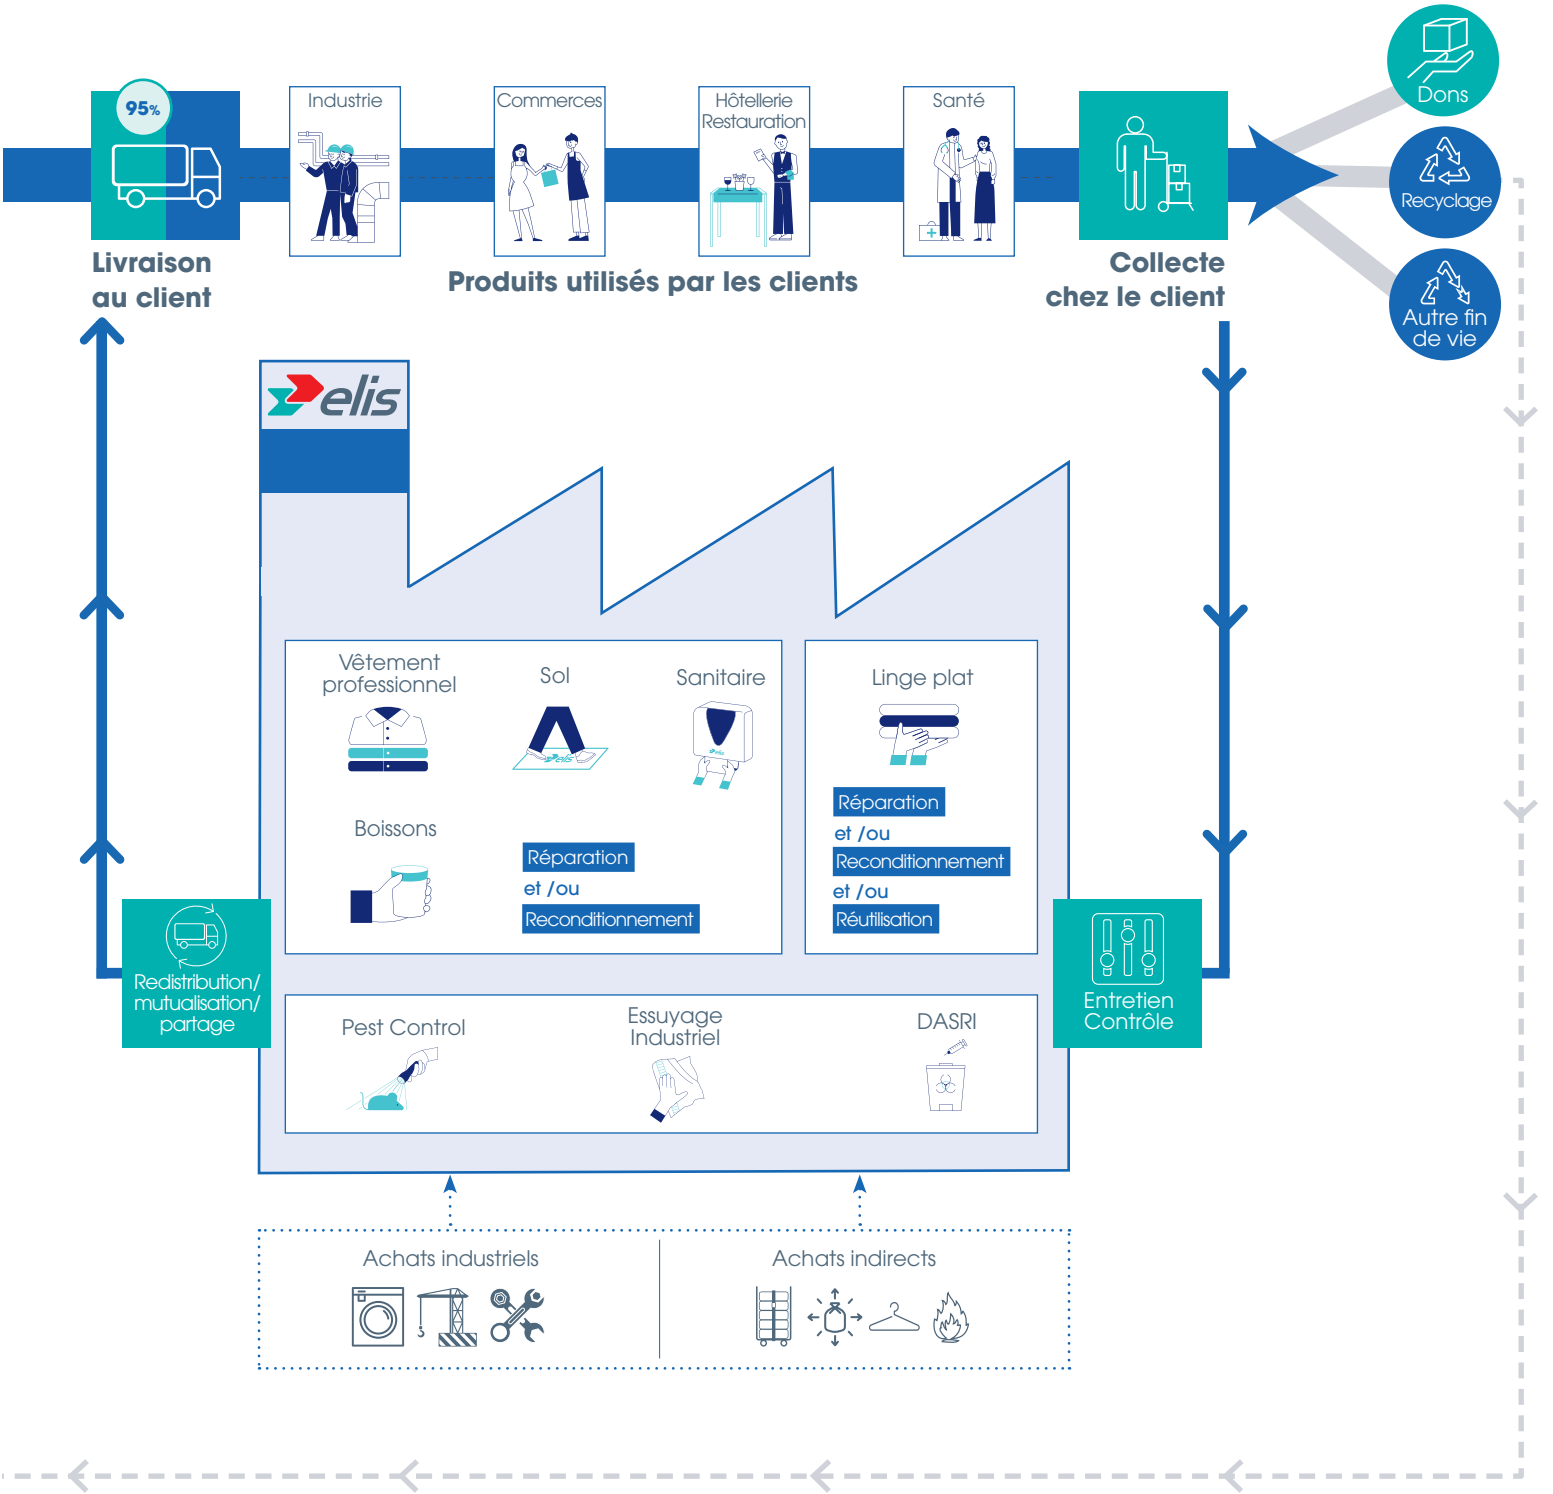 95%
Industrie
Commerces
Hôtellerie
Restauration
Santé
Dons
Recyclage
Autre fin
de vie
Livraison
au client
Produits utilisés par les clients
Collecte
chez le client
elis
Vêtement
professionnel
Sol
elis
Sanitaire
elis
Boissons
Réparation
et /ou
Reconditionnement
Linge plat
Réparation
et /ou
Reconditionnement
et /ou
Réutilisation
Redistribution/
mutualisation/
partage
Entretien
Contrôle
Pest Control
Essuyage
Industriel
DASRI
Achats industriels
Achats indirects